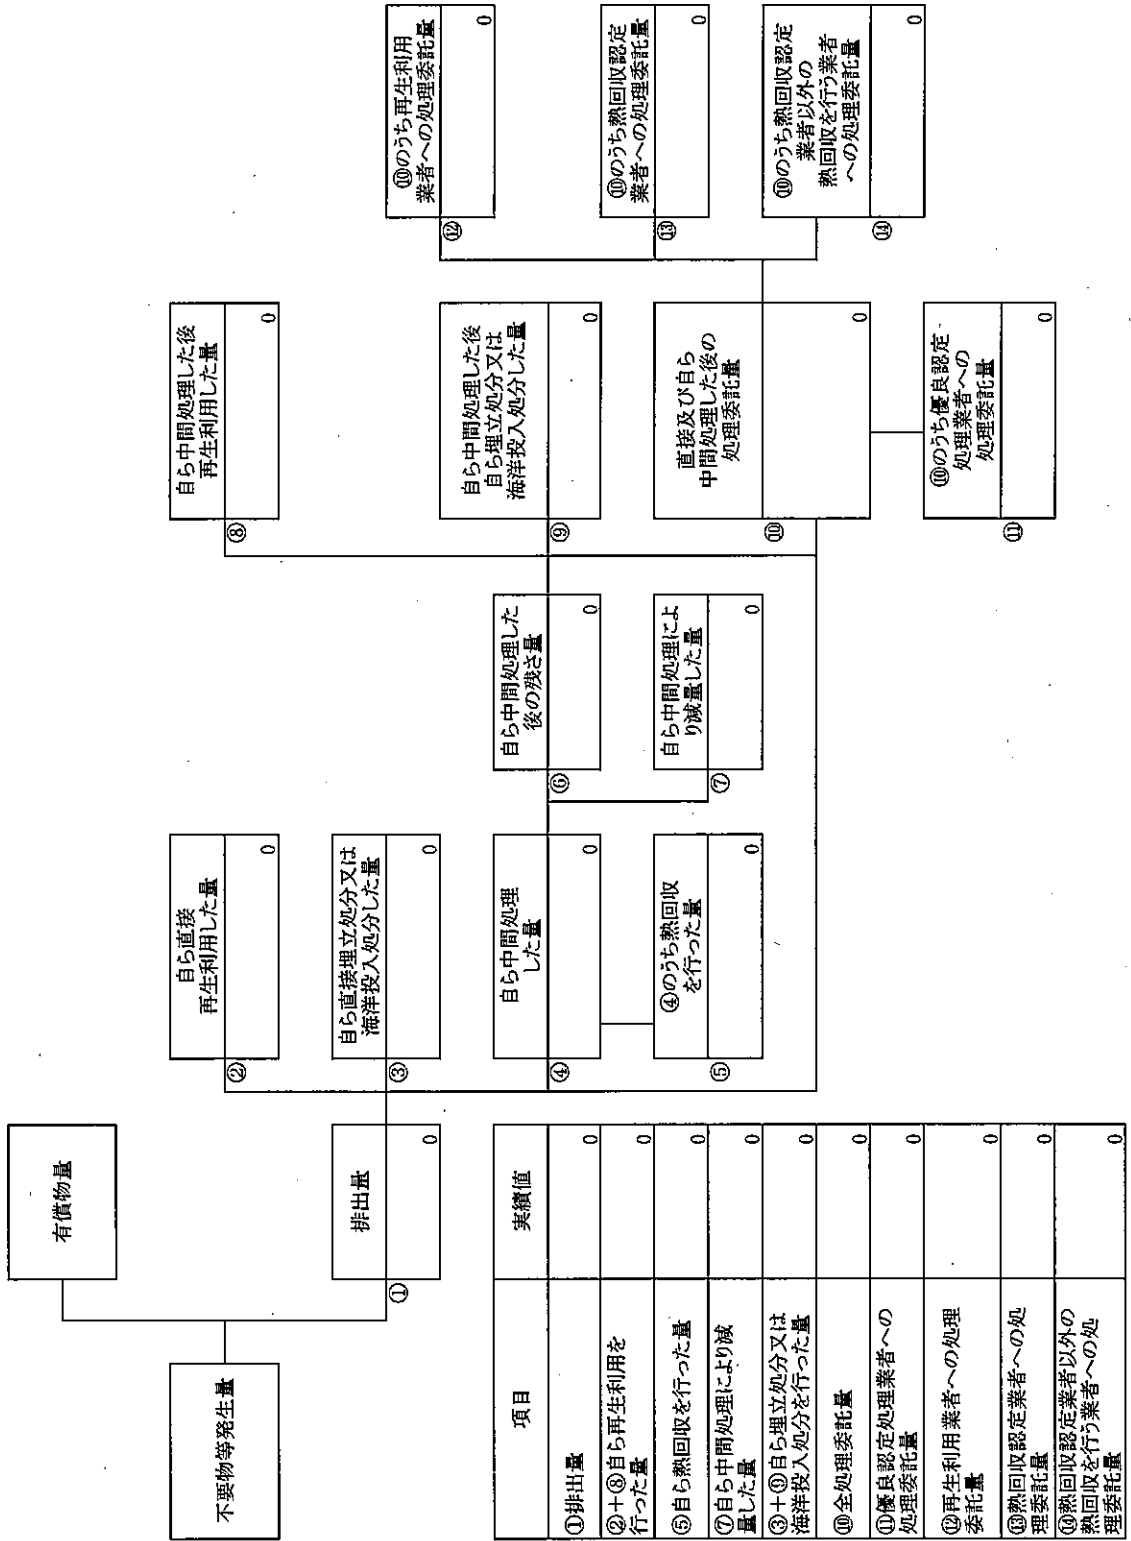 不要物等発生量
有償物量
排出量
①
0
自ら直接
再生利用した量
②
0
自ら直接埋立処分又は
海洋投入処分した量
③
0
自ら中間処理
した量
④
0
④のうち熱回収
を行った量
⑤
0
自ら中間処理した
後の残さ量
⑥
0
自ら中間処理によ
り減量した量
⑦
0
自ら中間処理した後
再生利用した量
⑧
0
自ら中間処理した後
自ら埋立処分又は
海洋投入処分した量
⑨
0
直接及び自ら
中間処理した後の
処理委託量
⑩
0
⑩のうち優良認定
処理業者への
処理委託量
⑪
0
⑩のうち再生利用
業者への処理委託量
⑫
0
⑩のうち熱回収認定
業者への処理委託量
⑬
0
⑩のうち熱回収認定
業者以外の
熱回収を行う業者
への処理委託量
⑭
0
項目 実績値
①排出量 0
②+⑧自ら再生利用を
行った量 0
⑤自ら熱回収を行った量 0
⑦自ら中間処理により減
量した量 0
③+⑨自ら埋立処分又は
海洋投入処分を行った量 0
⑩全処理委託量 0
⑪優良認定処理業者への
処理委託量 0
⑫再生利用業者への処理
委託量 0
⑬熱回収認定業者への処
理委託量 0
⑭熱回収認定業者以外の
熱回収を行う業者への処
理委託量 0